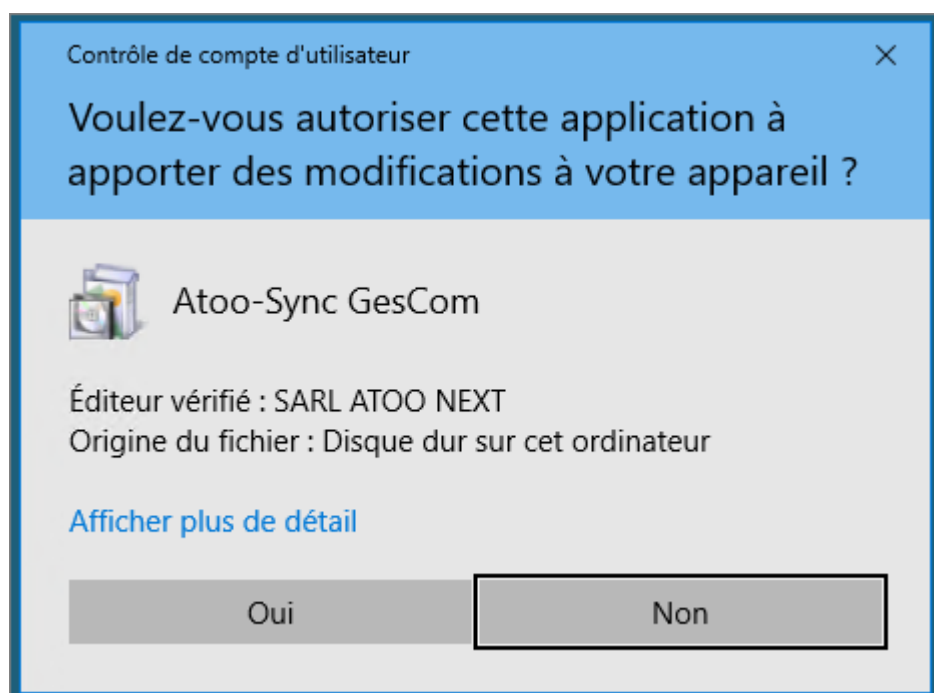 Contrôle de compte d'utilisateur
Voulez-vous autoriser cette application à
apporter des modifications à votre appareil ?
Atoo-Sync GesCom
Éditeur vérifié : SARL ATOO NEXT
Origine du fichier : Disque dur sur cet ordinateur
Afficher plus de détail
Oui
Non